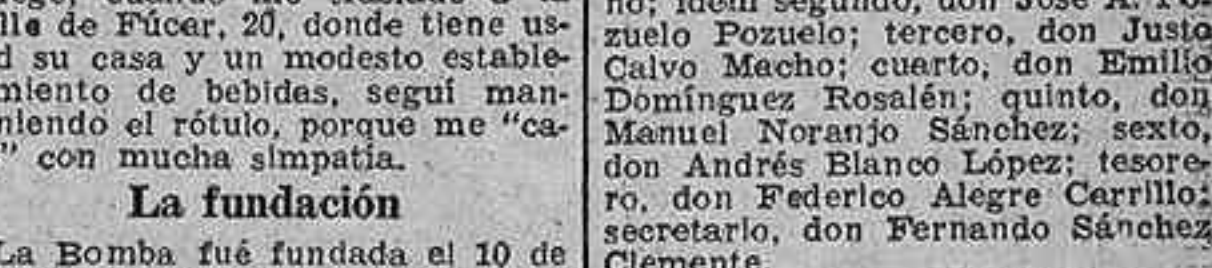 lle de Fúcar, 20, donde tiene us-
d su casa y un modesto estable-
miento de bebidas, seguí man-
niendo el rótulo, porque me "ca-
" con mucha simpatía.
La fundación
La Bomba fué fundada el 10 de
no; idem segundo, don José A. Po-
zuelo Pozuelo; tercero, don Justo
Calvo Macho; cuarto, don Emilio
Domínguez Rosalén; quinto, don
Manuel Noranjo Sánchez; sexto,
don Andrés Blanco López; tesore-
ro, don Federico Alegre Carrillo;
secretario, don Fernando Sánchez
Clemente